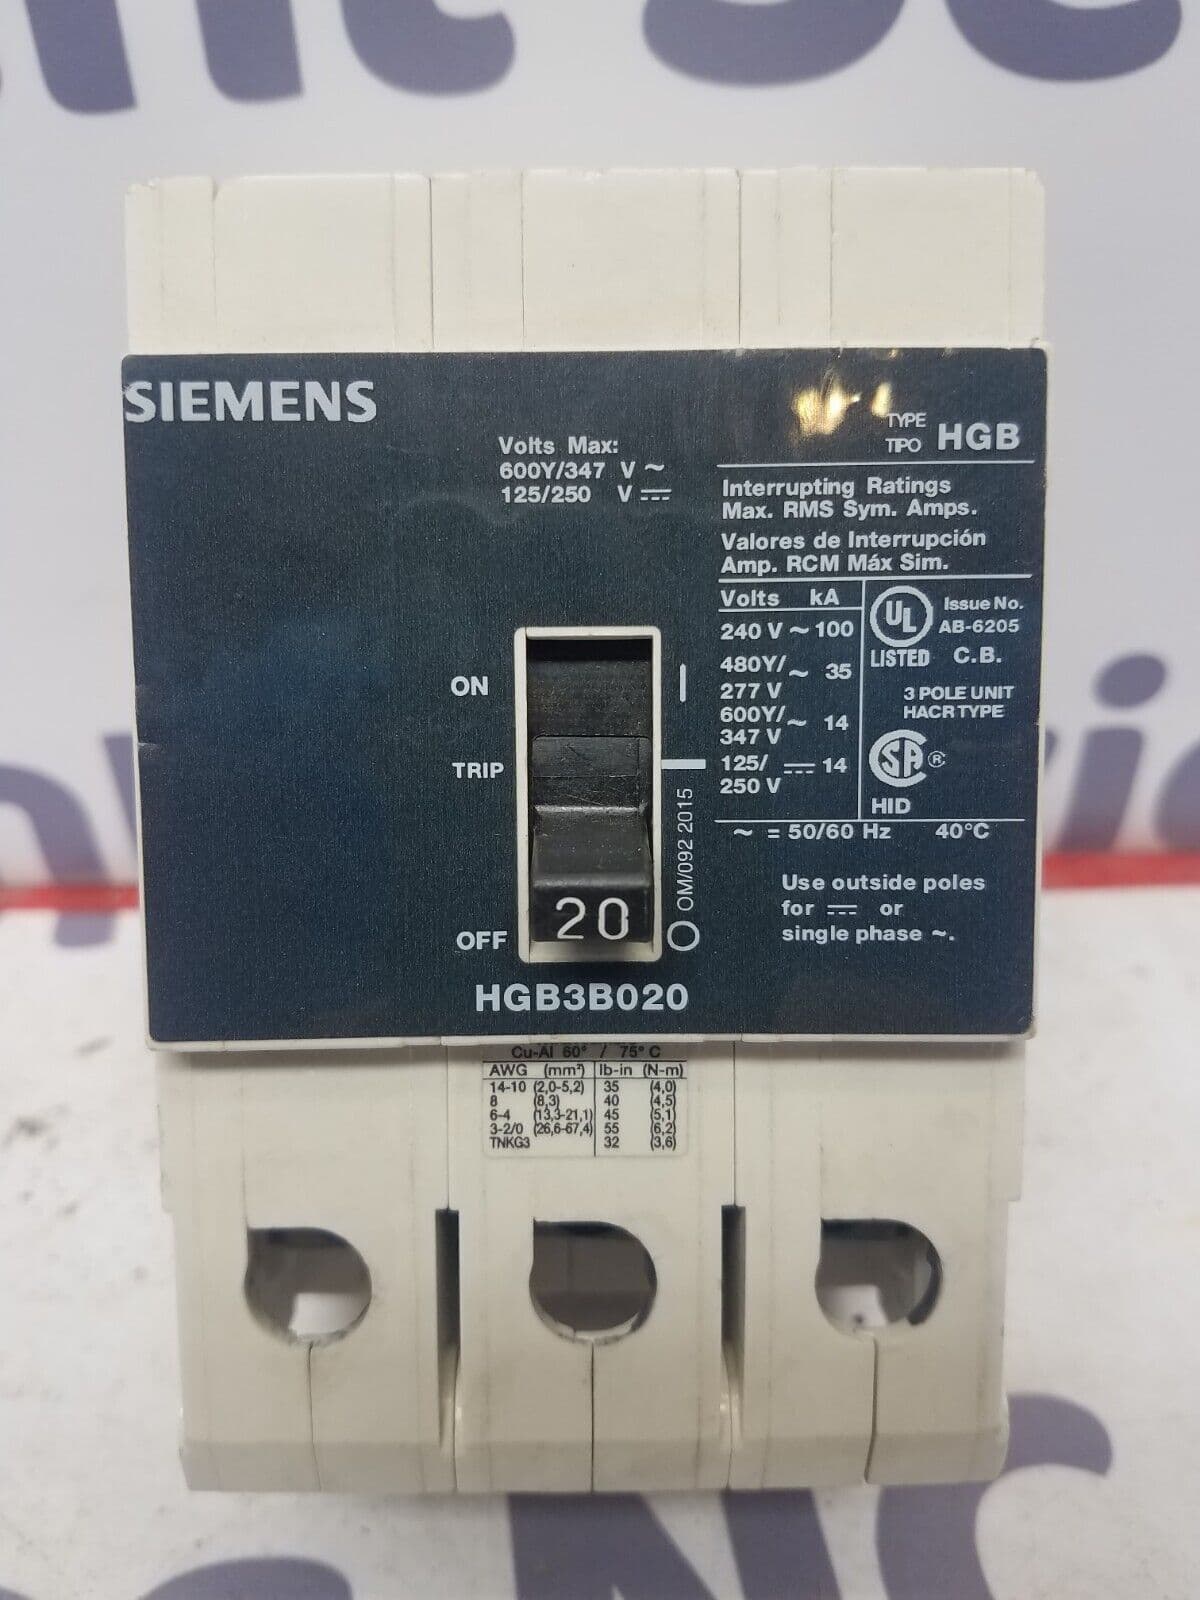 SIEMENS
Volts Max:
600Y/347 V ~
125/250 V ⎓
TYPE
TIPO HGB
Interrupting Ratings
Max. RMS Sym. Amps.
Valores de Interrupción
Amp. RCM Máx Sim.
Volts kA
240 V ~ 100
480Y/
277 V ~ 35
600Y/
347 V ~ 14
125/
250 V ⎓ 14
UL Issue No.
AB-6205
LISTED C.B.
3 POLE UNIT
HACR TYPE
SA ®
HID
~ = 50/60 Hz 40°C
Use outside poles
for ⎓ or
single phase ~.
ON |
TRIP
OM/092 2015
20
OFF O
HGB3B020
Cu-Al 60° / 75° C
AWG (mm²) lb-in (N-m)
14-10 (2,0-5,2) 35 (4,0)
8 (8,3) 40 (4,5)
6-4 (13,3-21,1) 45 (5,1)
3-2/0 (26,6-67,4) 55 (6,2)
TNKG3 32 (3,6)